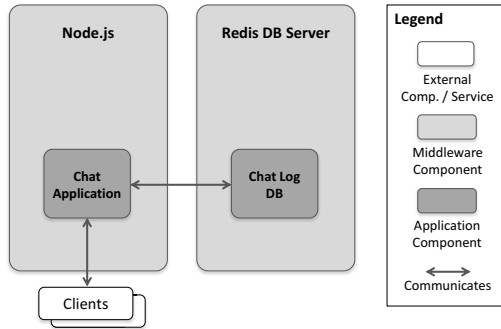 Node.js
Redis DB Server
Chat
Application
Chat Log
DB
Clients
Legend
External
Comp. / Service
Middleware
Component
Application
Component
Communicates